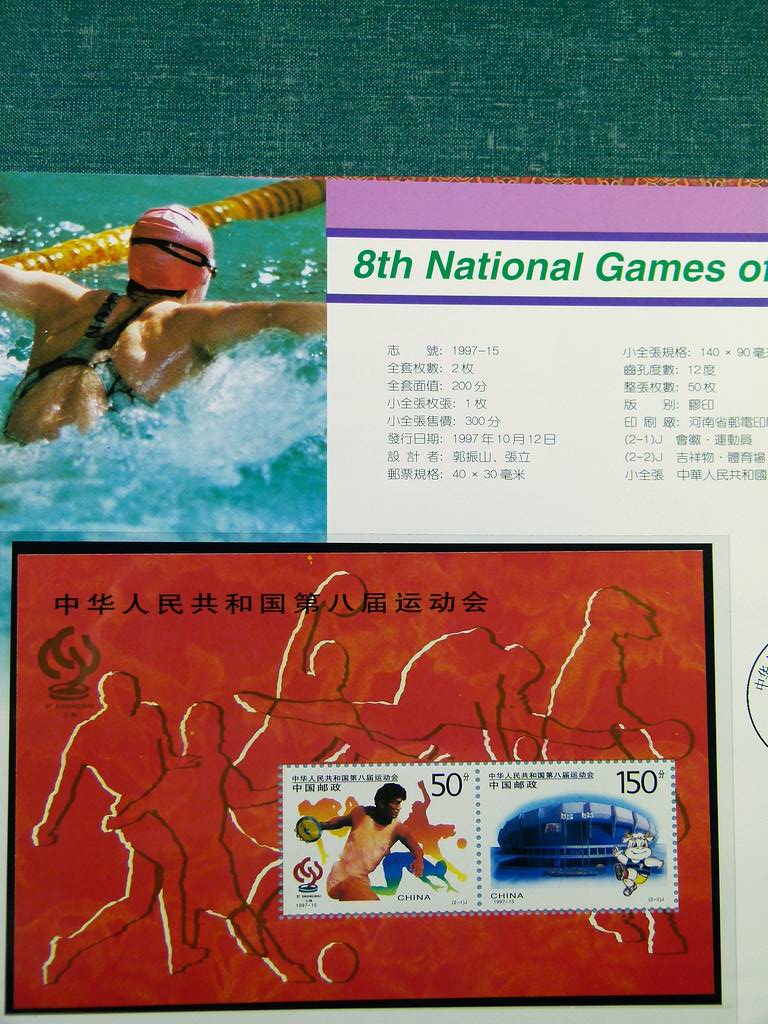 8th National Games of
志 號: 1997-15
全套枚數: 2枚
全套面值: 200分
小全張枚張: 1枚
小全張售價: 300分
發行日期: 1997年10月12日
設計者: 郭振山、張立
郵票規格: 40 × 30毫米
小全張規格: 140 × 90毫
齒孔度數: 12度
整張枚數: 50枚
版 別: 膠印
印刷廠: 河南省郵電印
(2-1)J 會徽·運動員
(2-2)J 吉祥物·體育場
小全張 中華人民共和國
中华人民共和国第八届运动会
97 SHANGHAI
上海
中华人民共和国第八届运动会
中国邮政
50分
97 SHANGHAI
上海
1997-15
CHINA
(2-1)J
中华人民共和国第八届运动会
中国邮政
150分
CHINA
1997-15
(2-2)J